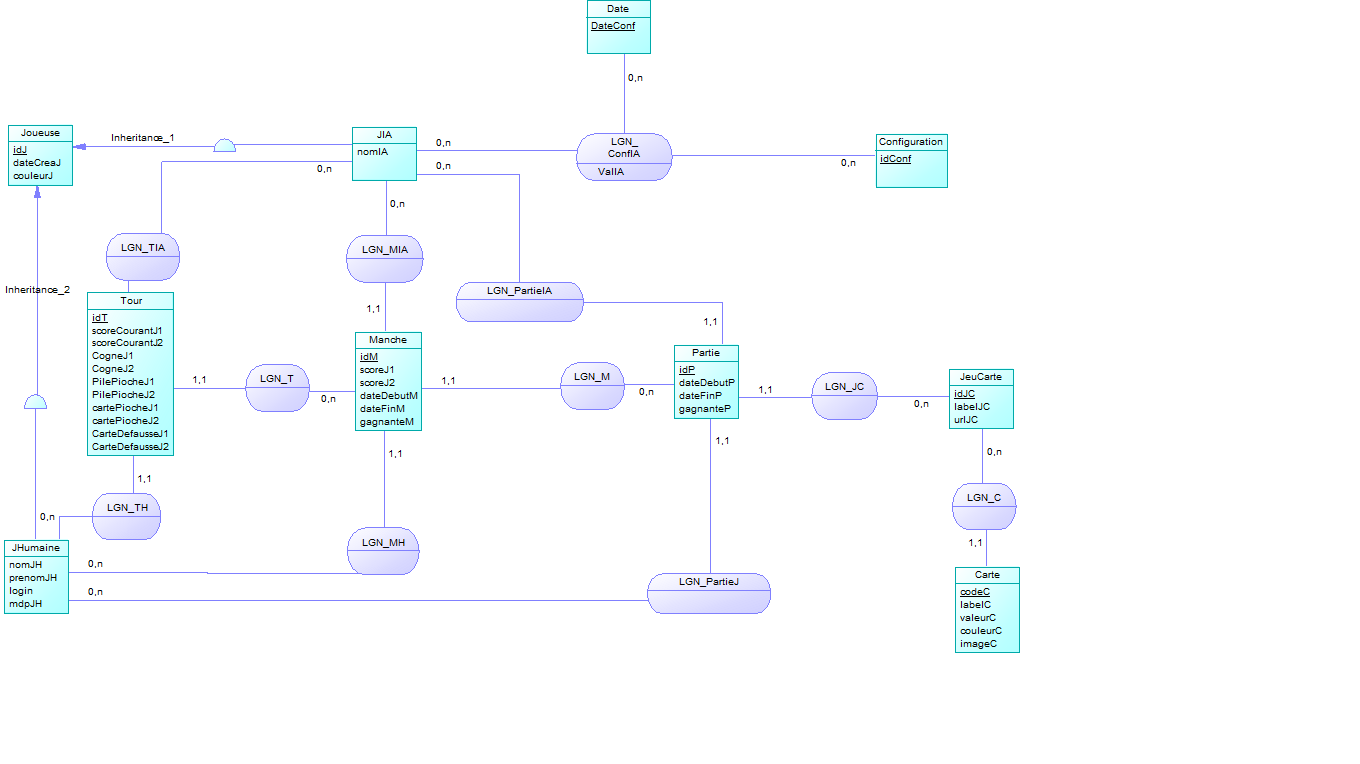 Date
DateConf
0,n
Joueuse
idJ
dateCreaJ
couleurJ
Inheritance_1
JIA
nomIA
0,n
0,n
0,n
0,n
LGN_
ConfIA
ValIA
0,n
Configuration
idConf
LGN_TIA
LGN_MIA
LGN_PartieIA
Inheritance_2
1,1
1,1
Tour
idT
scoreCourantJ1
scoreCourantJ2
CogneJ1
CogneJ2
PilePiocheJ1
PilePiocheJ2
cartePiocheJ1
cartePiocheJ2
CarteDefausseJ1
CarteDefausseJ2
1,1
LGN_T
0,n
Manche
idM
scoreJ1
scoreJ2
dateDebutM
dateFinM
gagnanteM
1,1
LGN_M
0,n
Partie
idP
dateDebutP
dateFinP
gagnanteP
1,1
LGN_JC
0,n
JeuCarte
idJC
labelJC
urlJC
1,1
1,1
1,1
0,n
LGN_TH
0,n
LGN_MH
LGN_C
1,1
JHumaine
nomJH
prenomJH
login
mdpJH
0,n
0,n
LGN_PartieJ
Carte
codeC
labelC
valeurC
couleurC
imageC